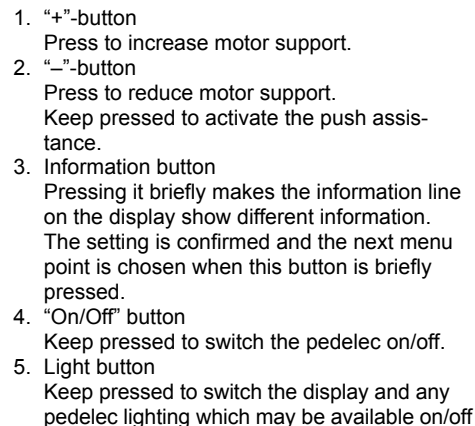 1. “+”-button
Press to increase motor support.
2. “–”-button
Press to reduce motor support.
Keep pressed to activate the push assis-
tance.
3. Information button
Pressing it briefly makes the information line
on the display show different information.
The setting is confirmed and the next menu
point is chosen when this button is briefly
pressed.
4. “On/Off” button
Keep pressed to switch the pedelec on/off.
5. Light button
Keep pressed to switch the display and any
pedelec lighting which may be available on/off